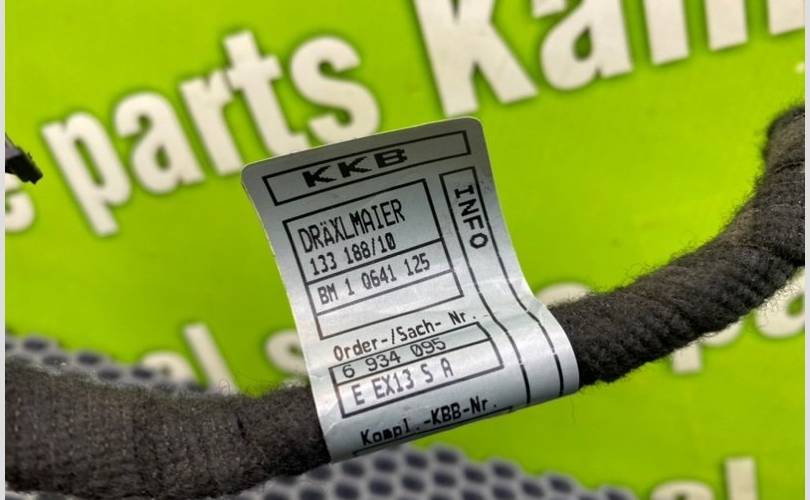 parts Kam
KKB
INFO
DRÄXLMAIER
133 188/10
BM 1 0641 125
Order-/Sach- Nr.
6 934 095
E EX13 S A
Kompl.-KBB-Nr.